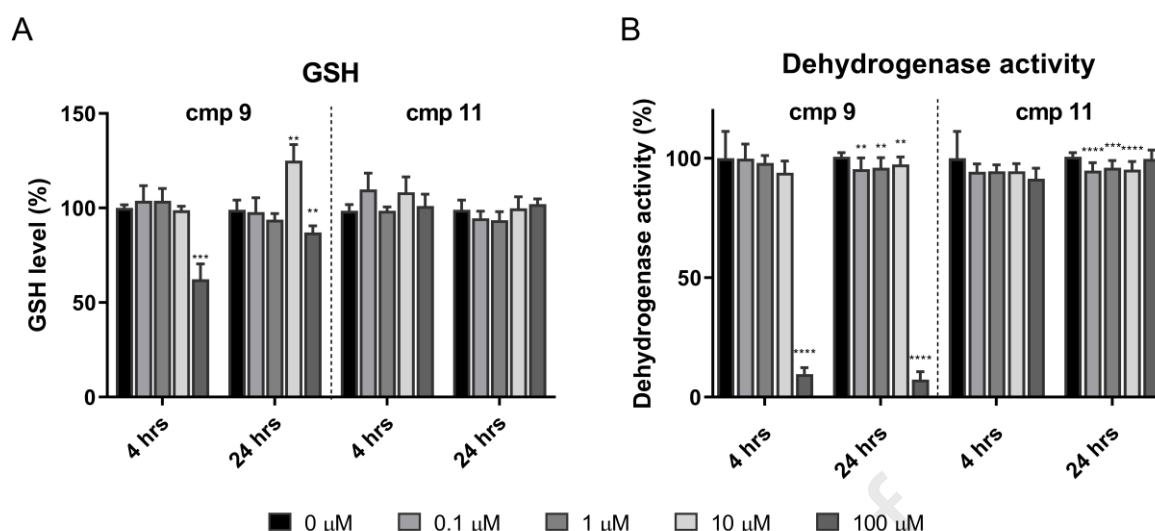 A
GSH
cmp 9 cmp 11
GSH level (%)
150
100
50
0
***
**
**
4 hrs 24 hrs 4 hrs 24 hrs
B
Dehydrogenase activity
cmp 9 cmp 11
Dehydrogenase activity (%)
100
50
0
****
** ** **
****
**** *** ****
4 hrs 24 hrs 4 hrs 24 hrs
0 μM 0.1 μM 1 μM 10 μM 100 μM
f